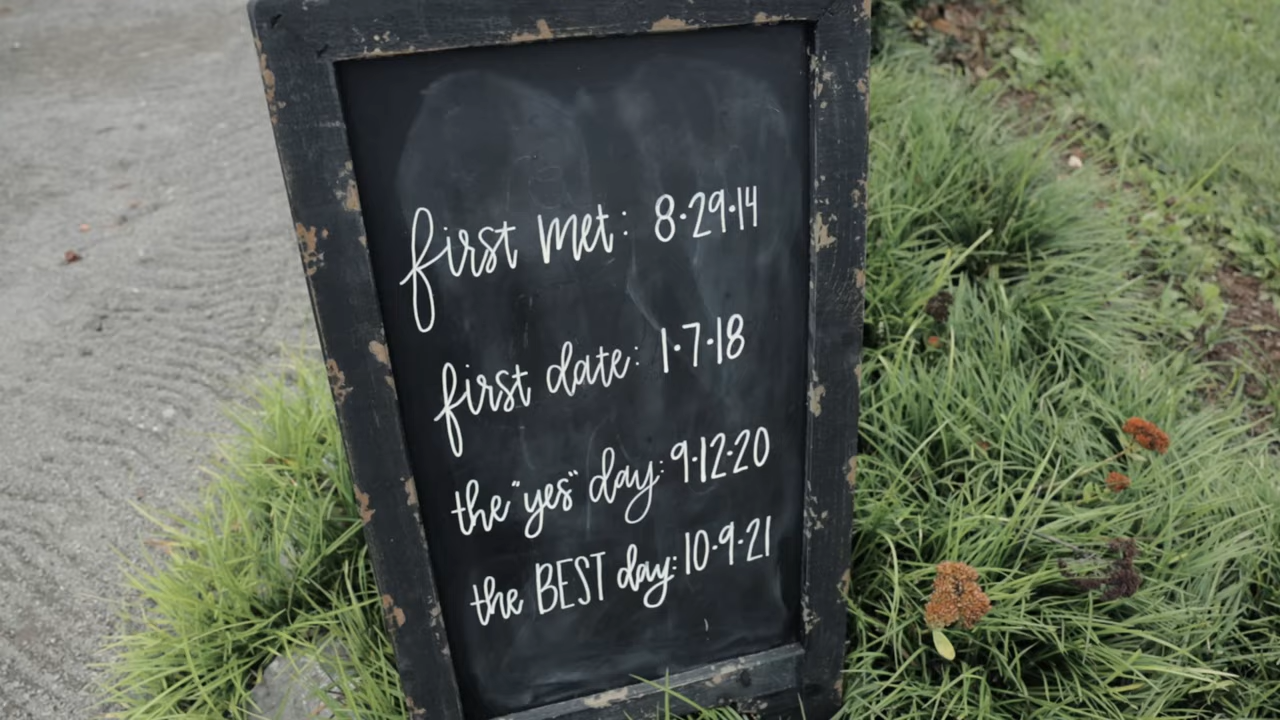 first met: 8·29·14
first date: 1·7·18
the "yes" day: 9·12·20
the BEST day: 10·9·21